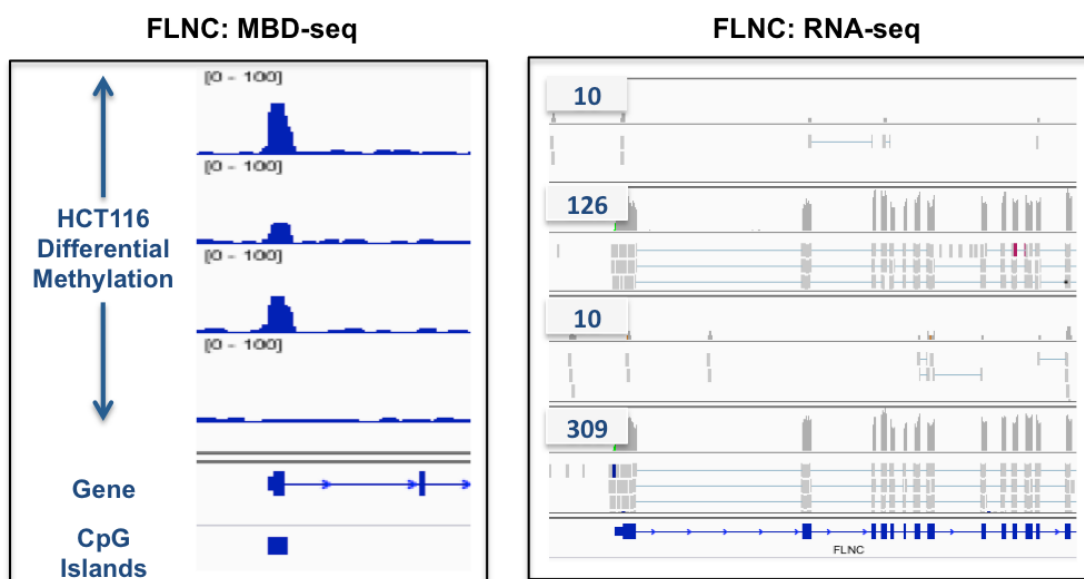 FLNC: MBD-seq
[0 - 100]
[0 - 100]
HCT116
Differential
Methylation
[0 - 100]
[0 - 100]
Gene
CpG
Islands
FLNC: RNA-seq
10
126
10
309
FLNC